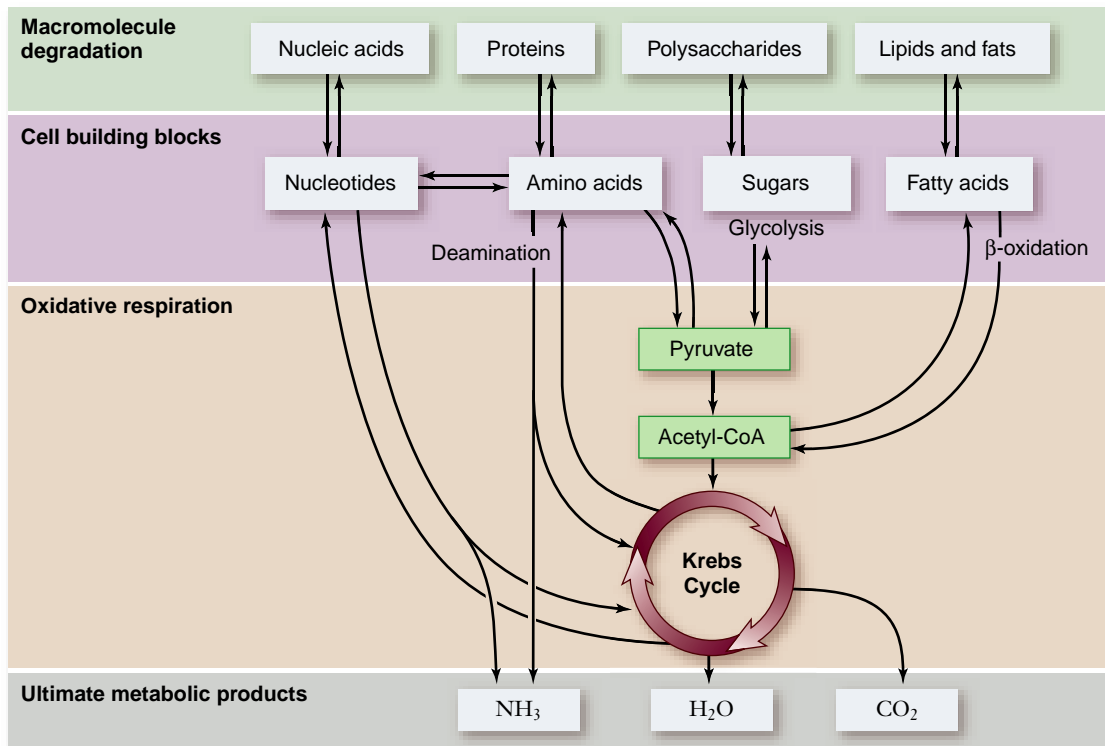 Macromolecule
degradation
Nucleic acids
Proteins
Polysaccharides
Lipids and fats
Cell building blocks
Nucleotides
Amino acids
Sugars
Fatty acids
Deamination
Glycolysis
β-oxidation
Oxidative respiration
Pyruvate
Acetyl-CoA
Krebs
Cycle
Ultimate metabolic products
NH₃
H₂O
CO₂